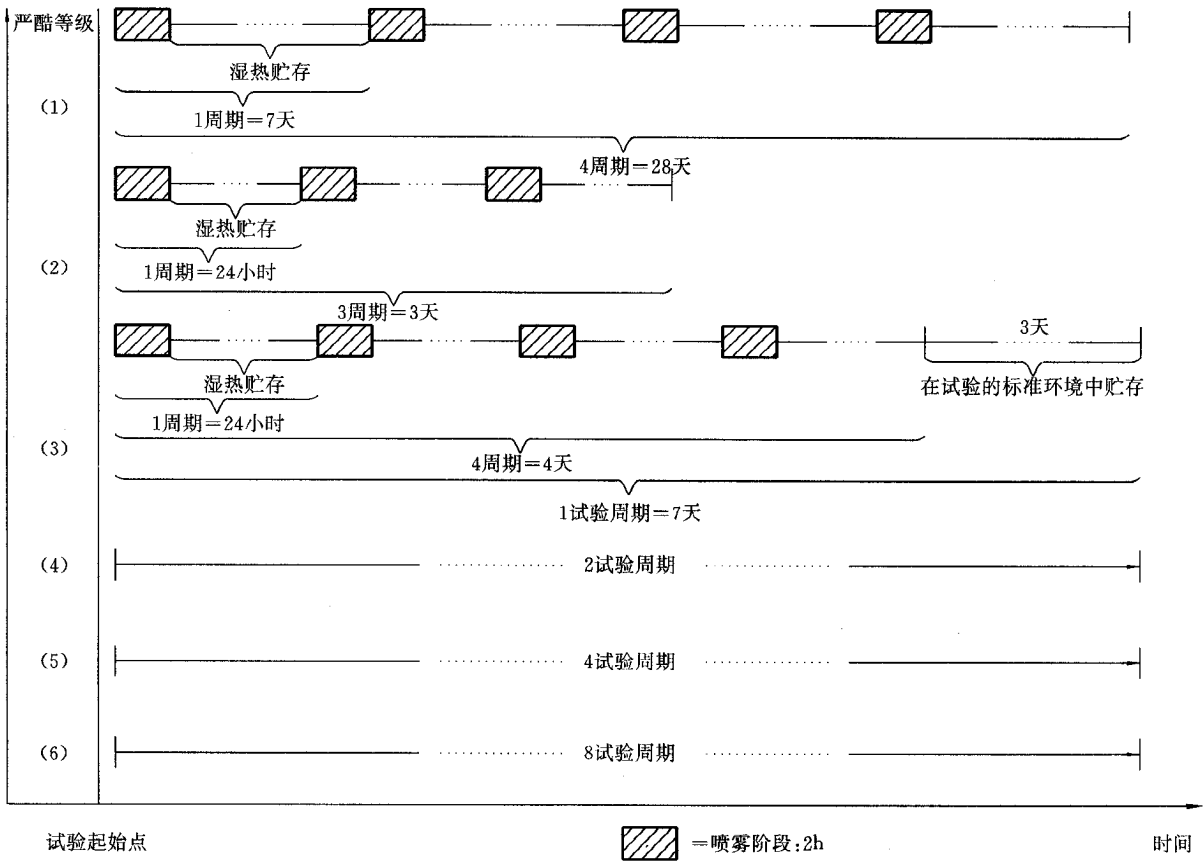 严酷等级
湿热贮存
(1)
1周期=7天
4周期=28天
湿热贮存
(2)
1周期=24小时
3周期=3天
3天
湿热贮存
在试验的标准环境中贮存
1周期=24小时
(3)
4周期=4天
1试验周期=7天
(4)
2试验周期
(5)
4试验周期
(6)
8试验周期
试验起始点
=喷雾阶段:2h
时间